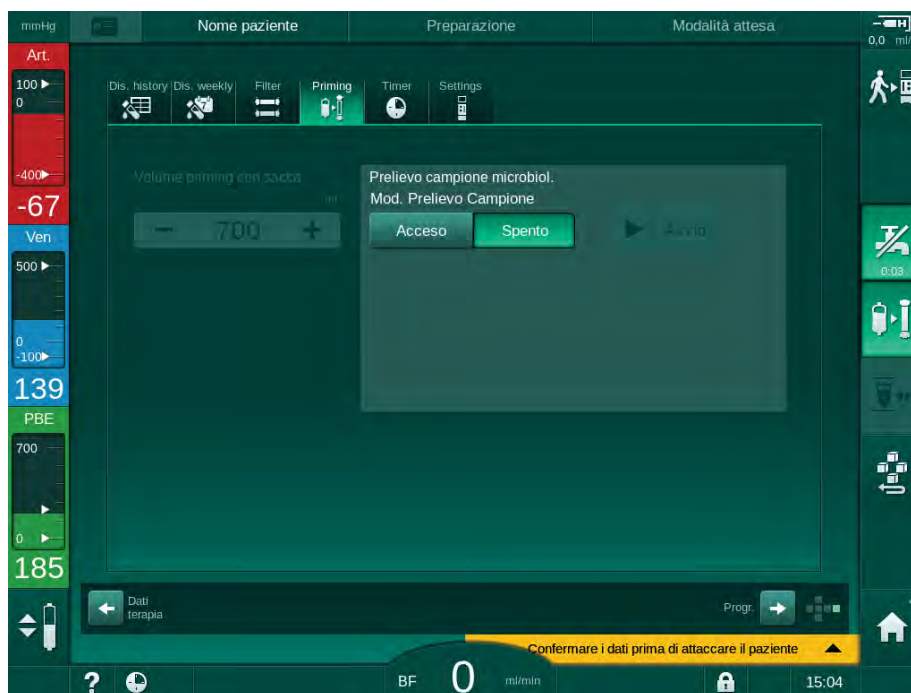 mmHg
Nome paziente
Preparazione
Modalità attesa
0,0 ml/
Art.
100
0
-400
-67
Ven
500
0
-100
139
PBE
700
0
185
Dis. history
Dis. weekly
Filter
Priming
Timer
Settings
Volume priming con sacca
ml
700
Prelievo campione microbiol.
Mod. Prelievo Campione
Acceso
Spento
Avvio
0:03
Dati
terapia
Progr.
Confermare i dati prima di attaccare il paziente
?
BF 0 ml/min
15:04